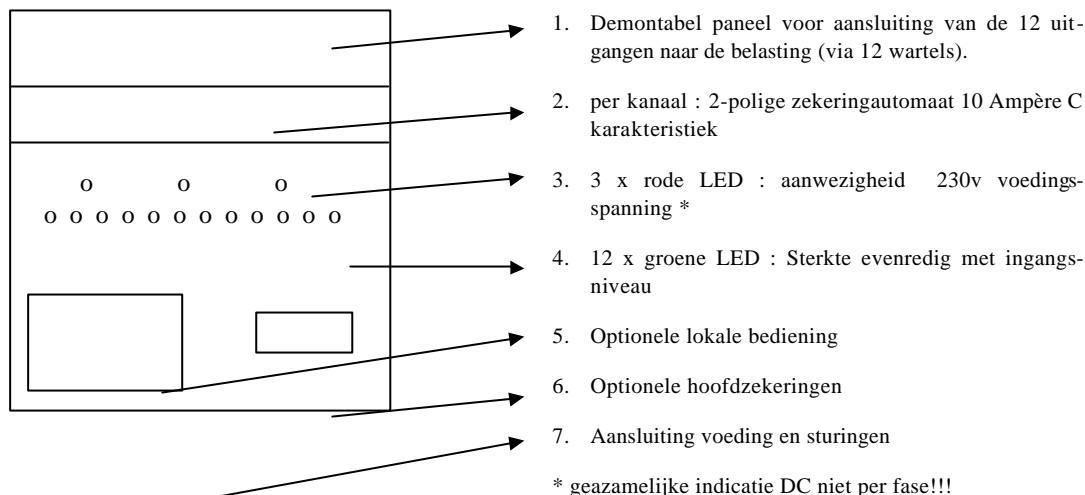 1. Demontabel paneel voor aansluiting van de 12 uit-
gangen naar de belasting (via 12 wartels).
2. per kanaal : 2-polige zekeringautomaat 10 Ampère C
karakteristiek
o o o
3. 3 x rode LED : aanwezigheid 230v voedings-
spanning *
o o o o o o o o o o o o
4. 12 x groene LED : Sterkte evenredig met ingangs-
niveau
5. Optionele lokale bediening
6. Optionele hoofdzekeringen
7. Aansluiting voeding en sturingen
* geazamelijke indicatie DC niet per fase!!!